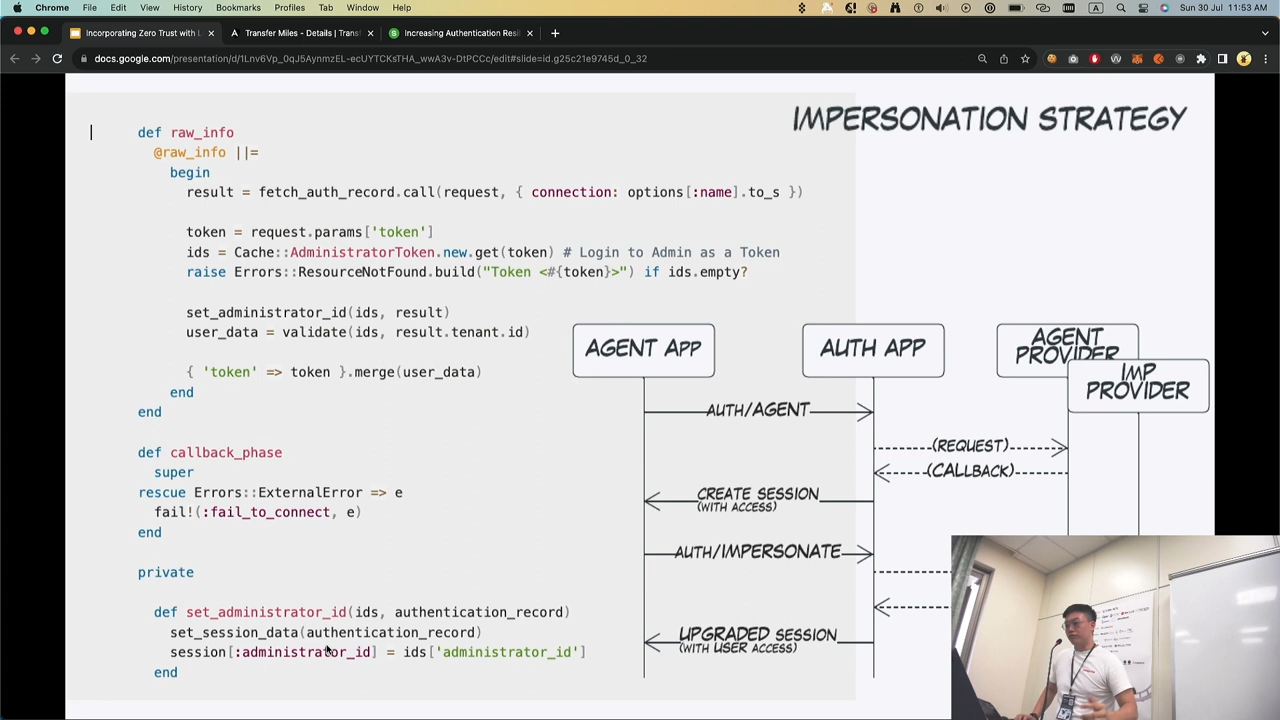 Chrome File Edit View History Bookmarks Profiles Tab Window Help
A Sun 30 Jul 11:53 AM
Incorporating Zero Trust with L
Transfer Miles - Details | Trans
Increasing Authentication Resil
docs.google.com/presentation/d/1Lnv6Vp_0qJ5AynmzEL-ecUYTCKsTHA_wwA3v-DtPCCc/edit#slide=id.g25c21e9745d_0_32
IMPERSONATION STRATEGY
def raw_info
@raw_info ||=
begin
result = fetch_auth_record.call(request, { connection: options[:name].to_s })
token = request.params['token']
ids = Cache::AdministratorToken.new.get(token) # Login to Admin as a Token
raise Errors::ResourceNotFound.build("Token <#{token}>") if ids.empty?
set_administrator_id(ids, result)
user_data = validate(ids, result.tenant.id)
{ 'token' => token }.merge(user_data)
end
end
def callback_phase
super
rescue Errors::ExternalError => e
fail!(:fail_to_connect, e)
end
private
def set_administrator_id(ids, authentication_record)
set_session_data(authentication_record)
session[:administrator_id] = ids['administrator_id']
end
AGENT APP
AUTH APP
AGENT
PROVIDER
IMP
PROVIDER
AUTH/AGENT
(REQUEST)
(CALLBACK)
CREATE SESSION
(WITH ACCESS)
AUTH/IMPERSONATE
UPGRADED SESSION
(WITH USER ACCESS)